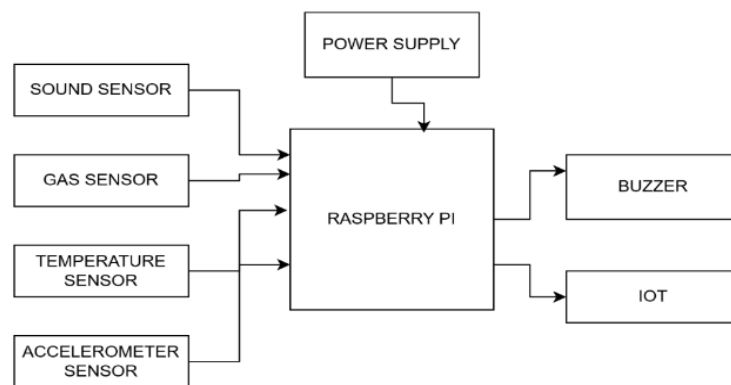 POWER SUPPLY
SOUND SENSOR
GAS SENSOR
BUZZER
RASPBERRY PI
TEMPERATURE
SENSOR
IOT
ACCELEROMETER
SENSOR